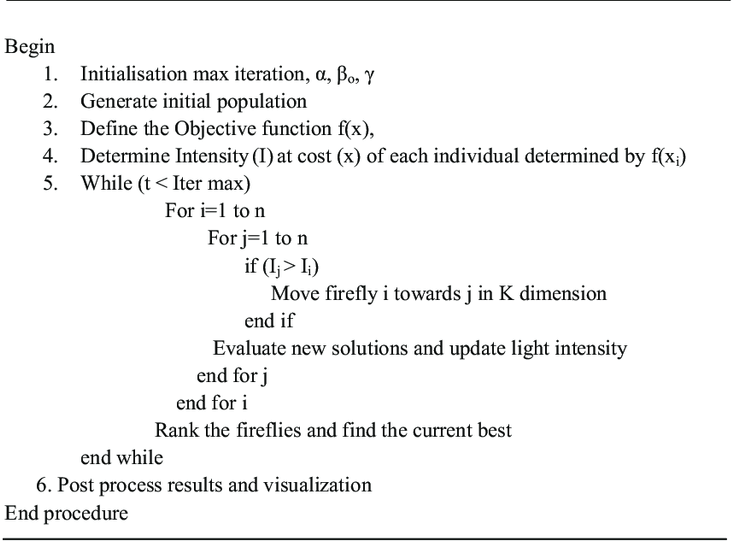 Begin
1. Initialisation max iteration, α, βₒ, γ
2. Generate initial population
3. Define the Objective function f(x),
4. Determine Intensity (I) at cost (x) of each individual determined by f(xᵢ)
5. While (t < Iter max)
For i=1 to n
For j=1 to n
if (Iⱼ > Iᵢ)
Move firefly i towards j in K dimension
end if
Evaluate new solutions and update light intensity
end for j
end for i
Rank the fireflies and find the current best
end while
6. Post process results and visualization
End procedure